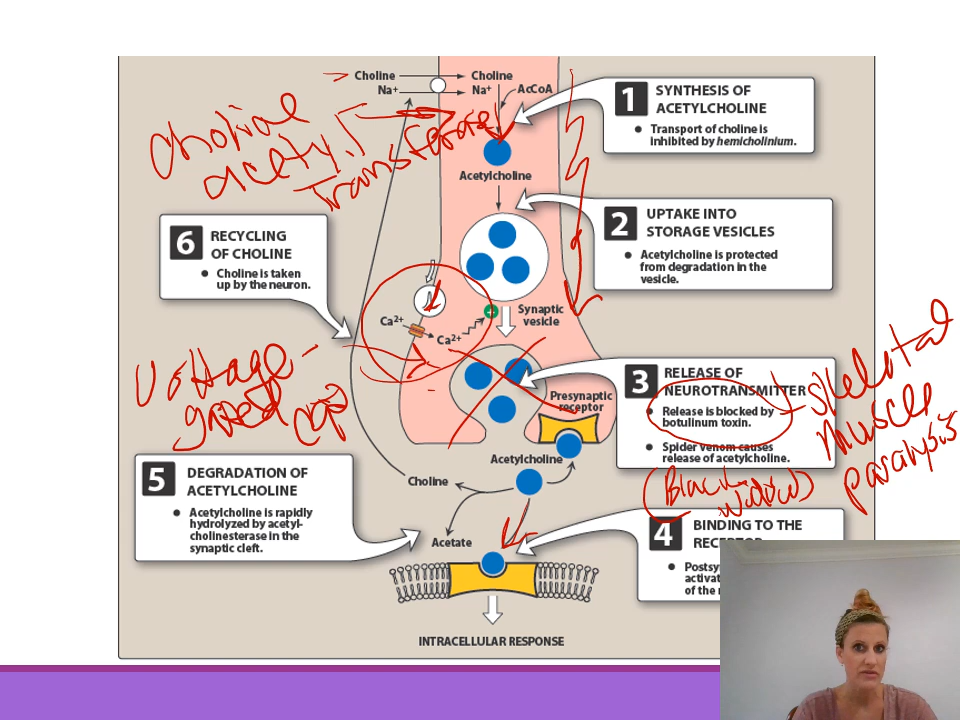 Choline
Choline
Na+
Na+
AcCoA
1
SYNTHESIS OF
ACETYLCHOLINE
● Transport of choline is
inhibited by hemicholinium.
Choline
acetyl
transferase
Acetylcholine
2
UPTAKE INTO
STORAGE VESICLES
● Acetylcholine is protected
from degradation in the
vesicle.
6
RECYCLING
OF CHOLINE
● Choline is taken
up by the neuron.
Synaptic
vesicle
Ca2+
Ca2+
+
Voltage-
gated
3
RELEASE OF
NEUROTRANSMITTER
● Release is blocked by
botulinum toxin.
● Spider venom causes
release of acetylcholine.
skeletal
muscle
paralysis
(Black
widow)
Presynaptic
receptor
Acetylcholine
Choline
Acetate
5
DEGRADATION OF
ACETYLCHOLINE
● Acetylcholine is rapidly
hydrolyzed by acetyl-
cholinesterase in the
synaptic cleft.
4
BINDING TO THE
● 
of the
INTRACELLULAR RESPONSE